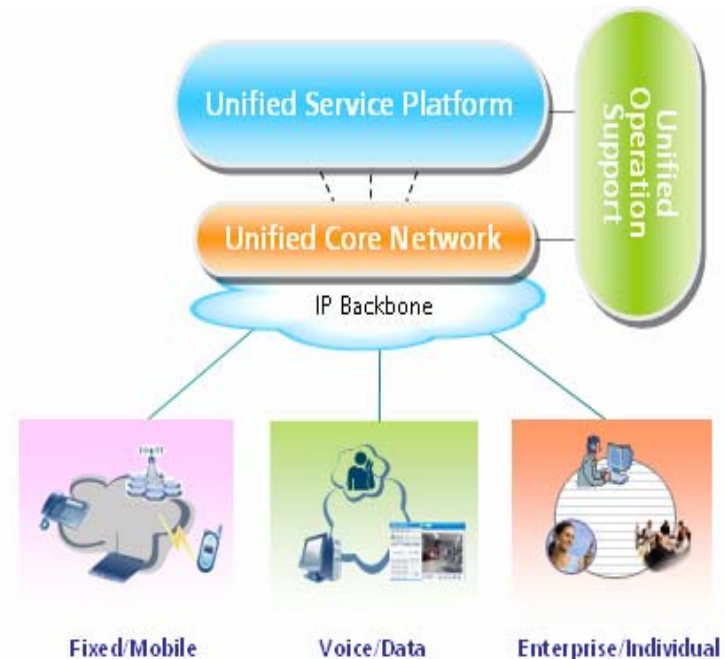 Unified Service Platform
Unified
Operation
Support
Unified Core Network
IP Backbone
Fixed/Mobile
Voice/Data
Enterprise/Individual